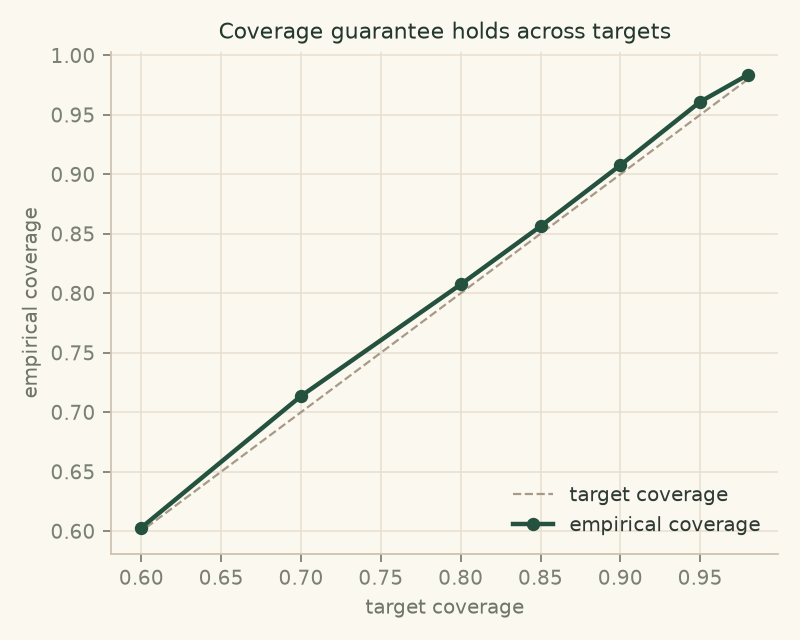 Coverage guarantee holds across targets
1.00
0.95
0.90
0.85
0.80
0.75
0.70
0.65
0.60
empirical coverage
target coverage
empirical coverage
0.60 0.65 0.70 0.75 0.80 0.85 0.90 0.95
target coverage